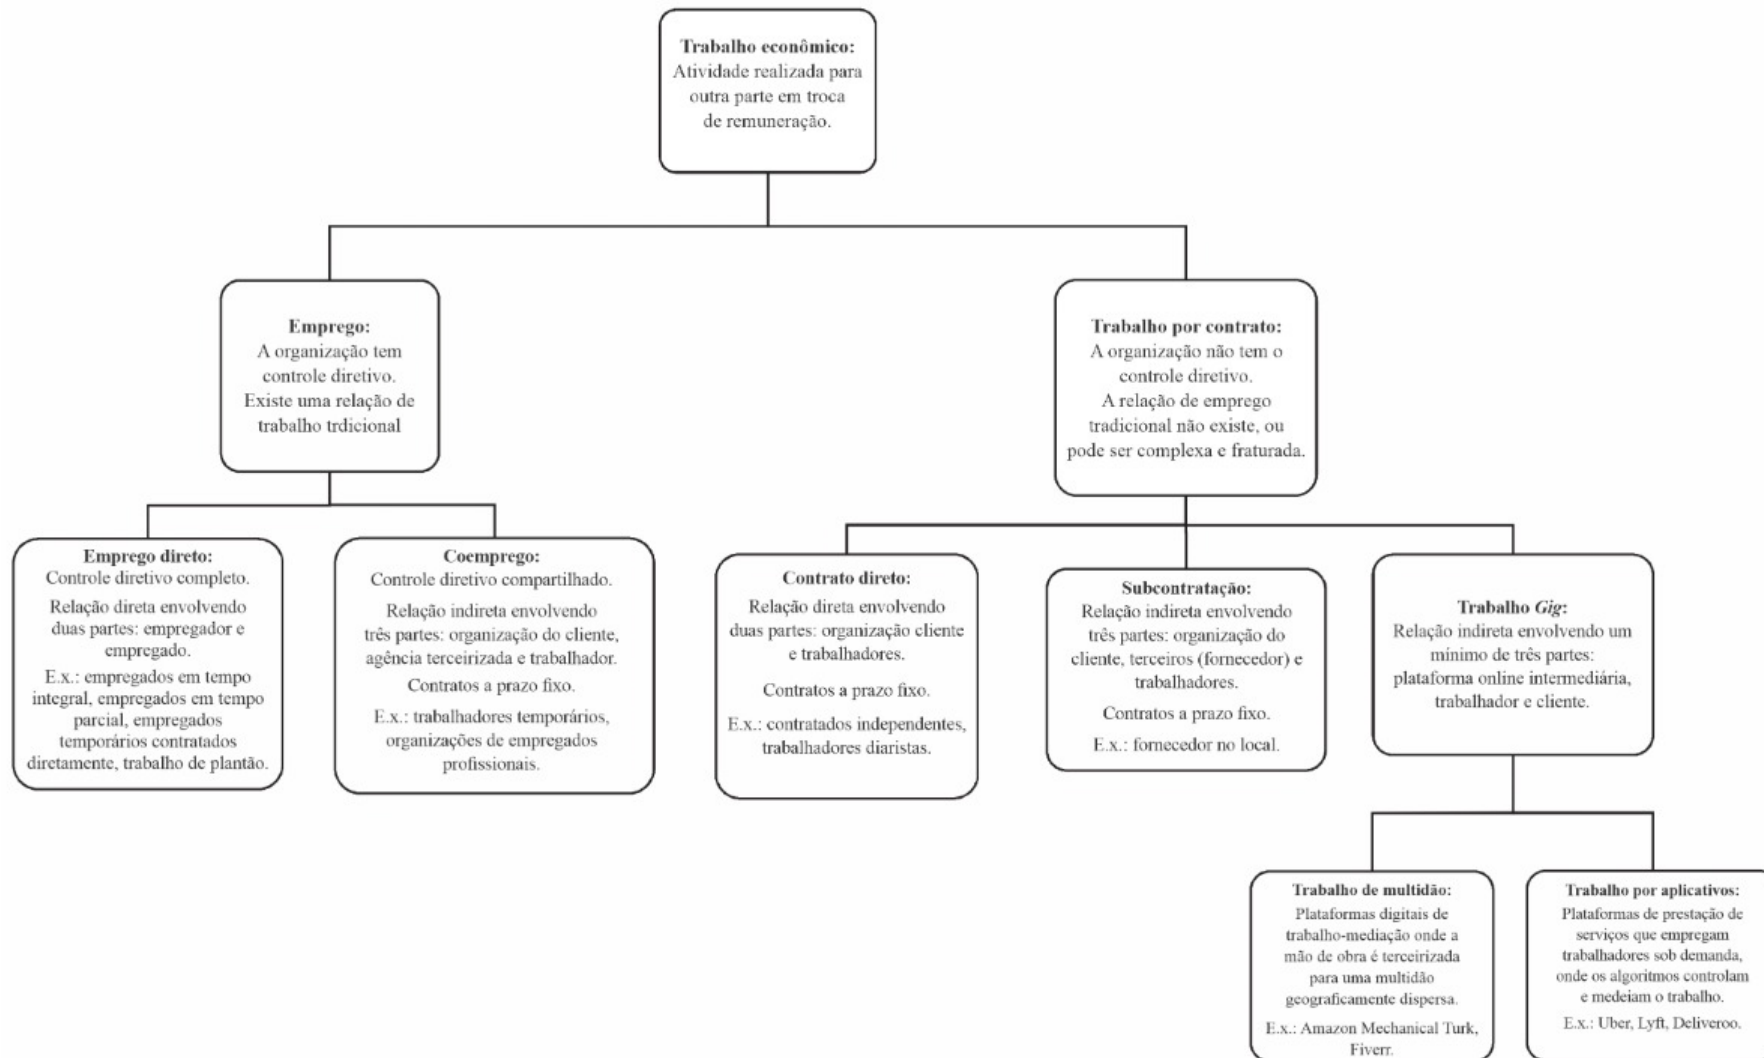 Trabalho econômico:
Atividade realizada para
outra parte em troca
de remuneração.
Emprego:
A organização tem
controle diretivo.
Existe uma relação de
trabalho trdicional
Trabalho por contrato:
A organização não tem o
controle diretivo.
A relação de emprego
tradicional não existe, ou
pode ser complexa e fraturada.
Emprego direto:
Controle diretivo completo.
Relação direta envolvendo
duas partes: empregador e
empregado.
E.x.: empregados em tempo
integral, empregados em tempo
parcial, empregados
temporários contratados
diretamente, trabalho de plantão.
Coemprego:
Controle diretivo compartilhado.
Relação indireta envolvendo
três partes: organização do cliente,
agência terceirizada e trabalhador.
Contratos a prazo fixo.
E.x.: trabalhadores temporários,
organizações de empregados
profissionais.
Contrato direto:
Relação direta envolvendo
duas partes: organização cliente
e trabalhadores.
Contratos a prazo fixo.
E.x.: contratados independentes,
trabalhadores diaristas.
Subcontratação:
Relação indireta envolvendo
três partes: organização do
cliente, terceiros (fornecedor) e
trabalhadores.
Contratos a prazo fixo.
E.x.: fornecedor no local.
Trabalho Gig:
Relação indireta envolvendo um
mínimo de três partes:
plataforma online intermediária,
trabalhador e cliente.
Trabalho de multidão:
Plataformas digitais de
trabalho-mediação onde a
mão de obra é terceirizada
para uma multidão
geograficamente dispersa.
E.x.: Amazon Mechanical Turk,
Fiverr.
Trabalho por aplicativos:
Plataformas de prestação de
serviços que empregam
trabalhadores sob demanda,
onde os algoritmos controlam
e medeiam o trabalho.
E.x.: Uber, Lyft, Deliveroo.